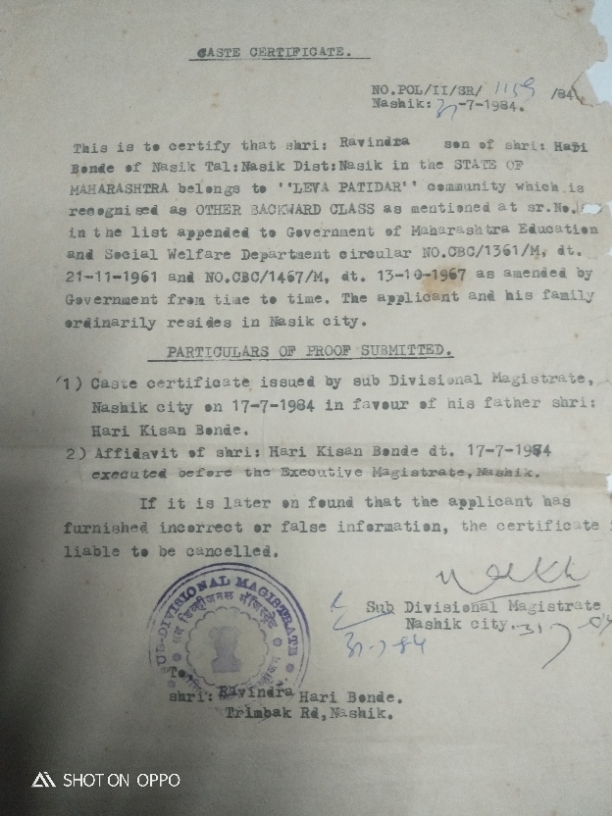 CASTE CERTIFICATE.
NO.POL/II/SR/ 1159 /84
Nashik: 31-7-1984.
This is to certify that shri: Ravindra son of shri: Hari
Bonde of Nasik Tal:Nasik Dist:Nasik in the STATE OF
MAHARASHTRA belongs to ''LEVA PATIDAR'' community which is
recognised as OTHER BACKWARD CLASS as mentioned at sr.No.
in the list appended to Government of Maharashtra Education
and Social Welfare Department circular NO.CBC/1361/M, dt.
21-11-1961 and NO.CBC/1467/M, dt. 13-10-1967 as amended by
Government from time to time. The applicant and his family
ordinarily resides in Nasik city.
PARTICULARS OF PROOF SUBMITTED.
1) Caste certificate issued by sub Divisional Magistrate,
Nashik city on 17-7-1984 in favour of his father shri:
Hari Kisan Bonde.
2) Affidavit of shri: Hari Kisan Bonde dt. 17-7-1984
executed before the Executive Magistrate,Nashik.
If it is later on found that the applicant has
furnished incorrect or false information, the certificate
liable to be cancelled.
SUB-DIVISIONAL MAGISTRATE
Sub Divisional Magistrate
Nashik city.
31-7-84
To,
shri: Ravindra Hari Bonde.
Trimbak Rd,Nashik.
SHOT ON OPPO